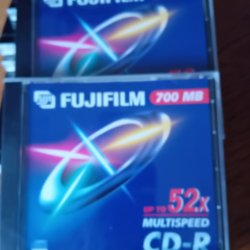 FUJIFILM
FUJIFILM 700 MB
UP TO 52x
MULTISPEED
CD-R